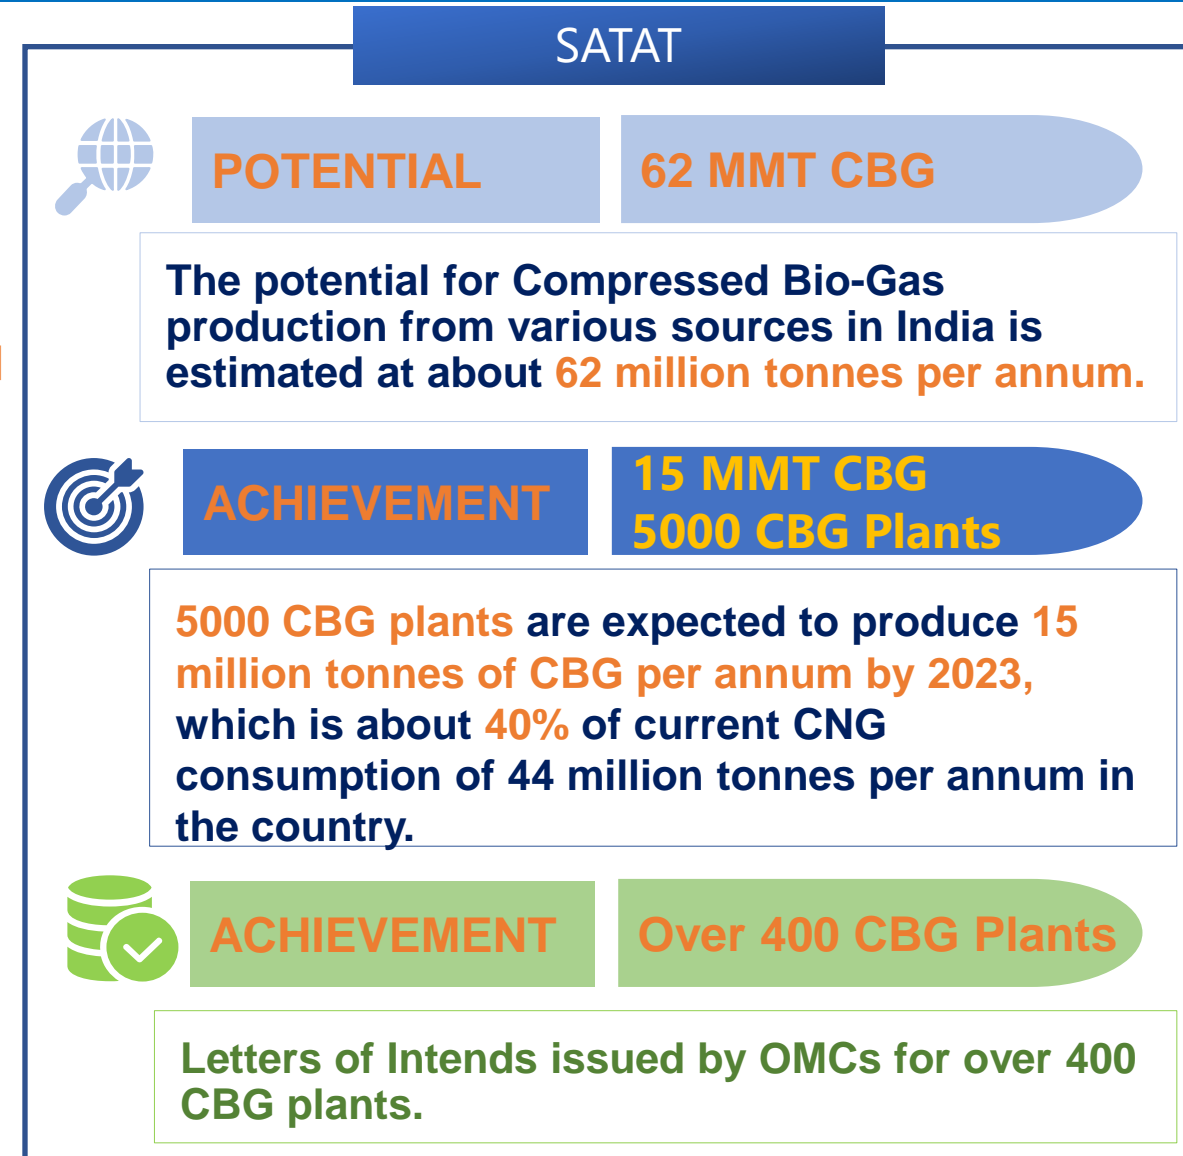 SATAT
POTENTIAL
62 MMT CBG
The potential for Compressed Bio-Gas
production from various sources in India is
estimated at about 62 million tonnes per annum.
ACHIEVEMENT
15 MMT CBG
5000 CBG Plants
5000 CBG plants are expected to produce 15
million tonnes of CBG per annum by 2023,
which is about 40% of current CNG
consumption of 44 million tonnes per annum in
the country.
ACHIEVEMENT
Over 400 CBG Plants
Letters of Intends issued by OMCs for over 400
CBG plants.